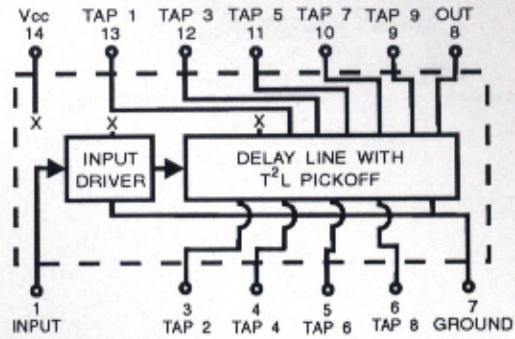 Vcc TAP 1 TAP 3 TAP 5 TAP 7 TAP 9 OUT
14 13 12 11 10 9 8
X X X
INPUT DRIVER
DELAY LINE WITH
T²L PICKOFF
1 3 4 5 6 7
INPUT TAP 2 TAP 4 TAP 6 TAP 8 GROUND